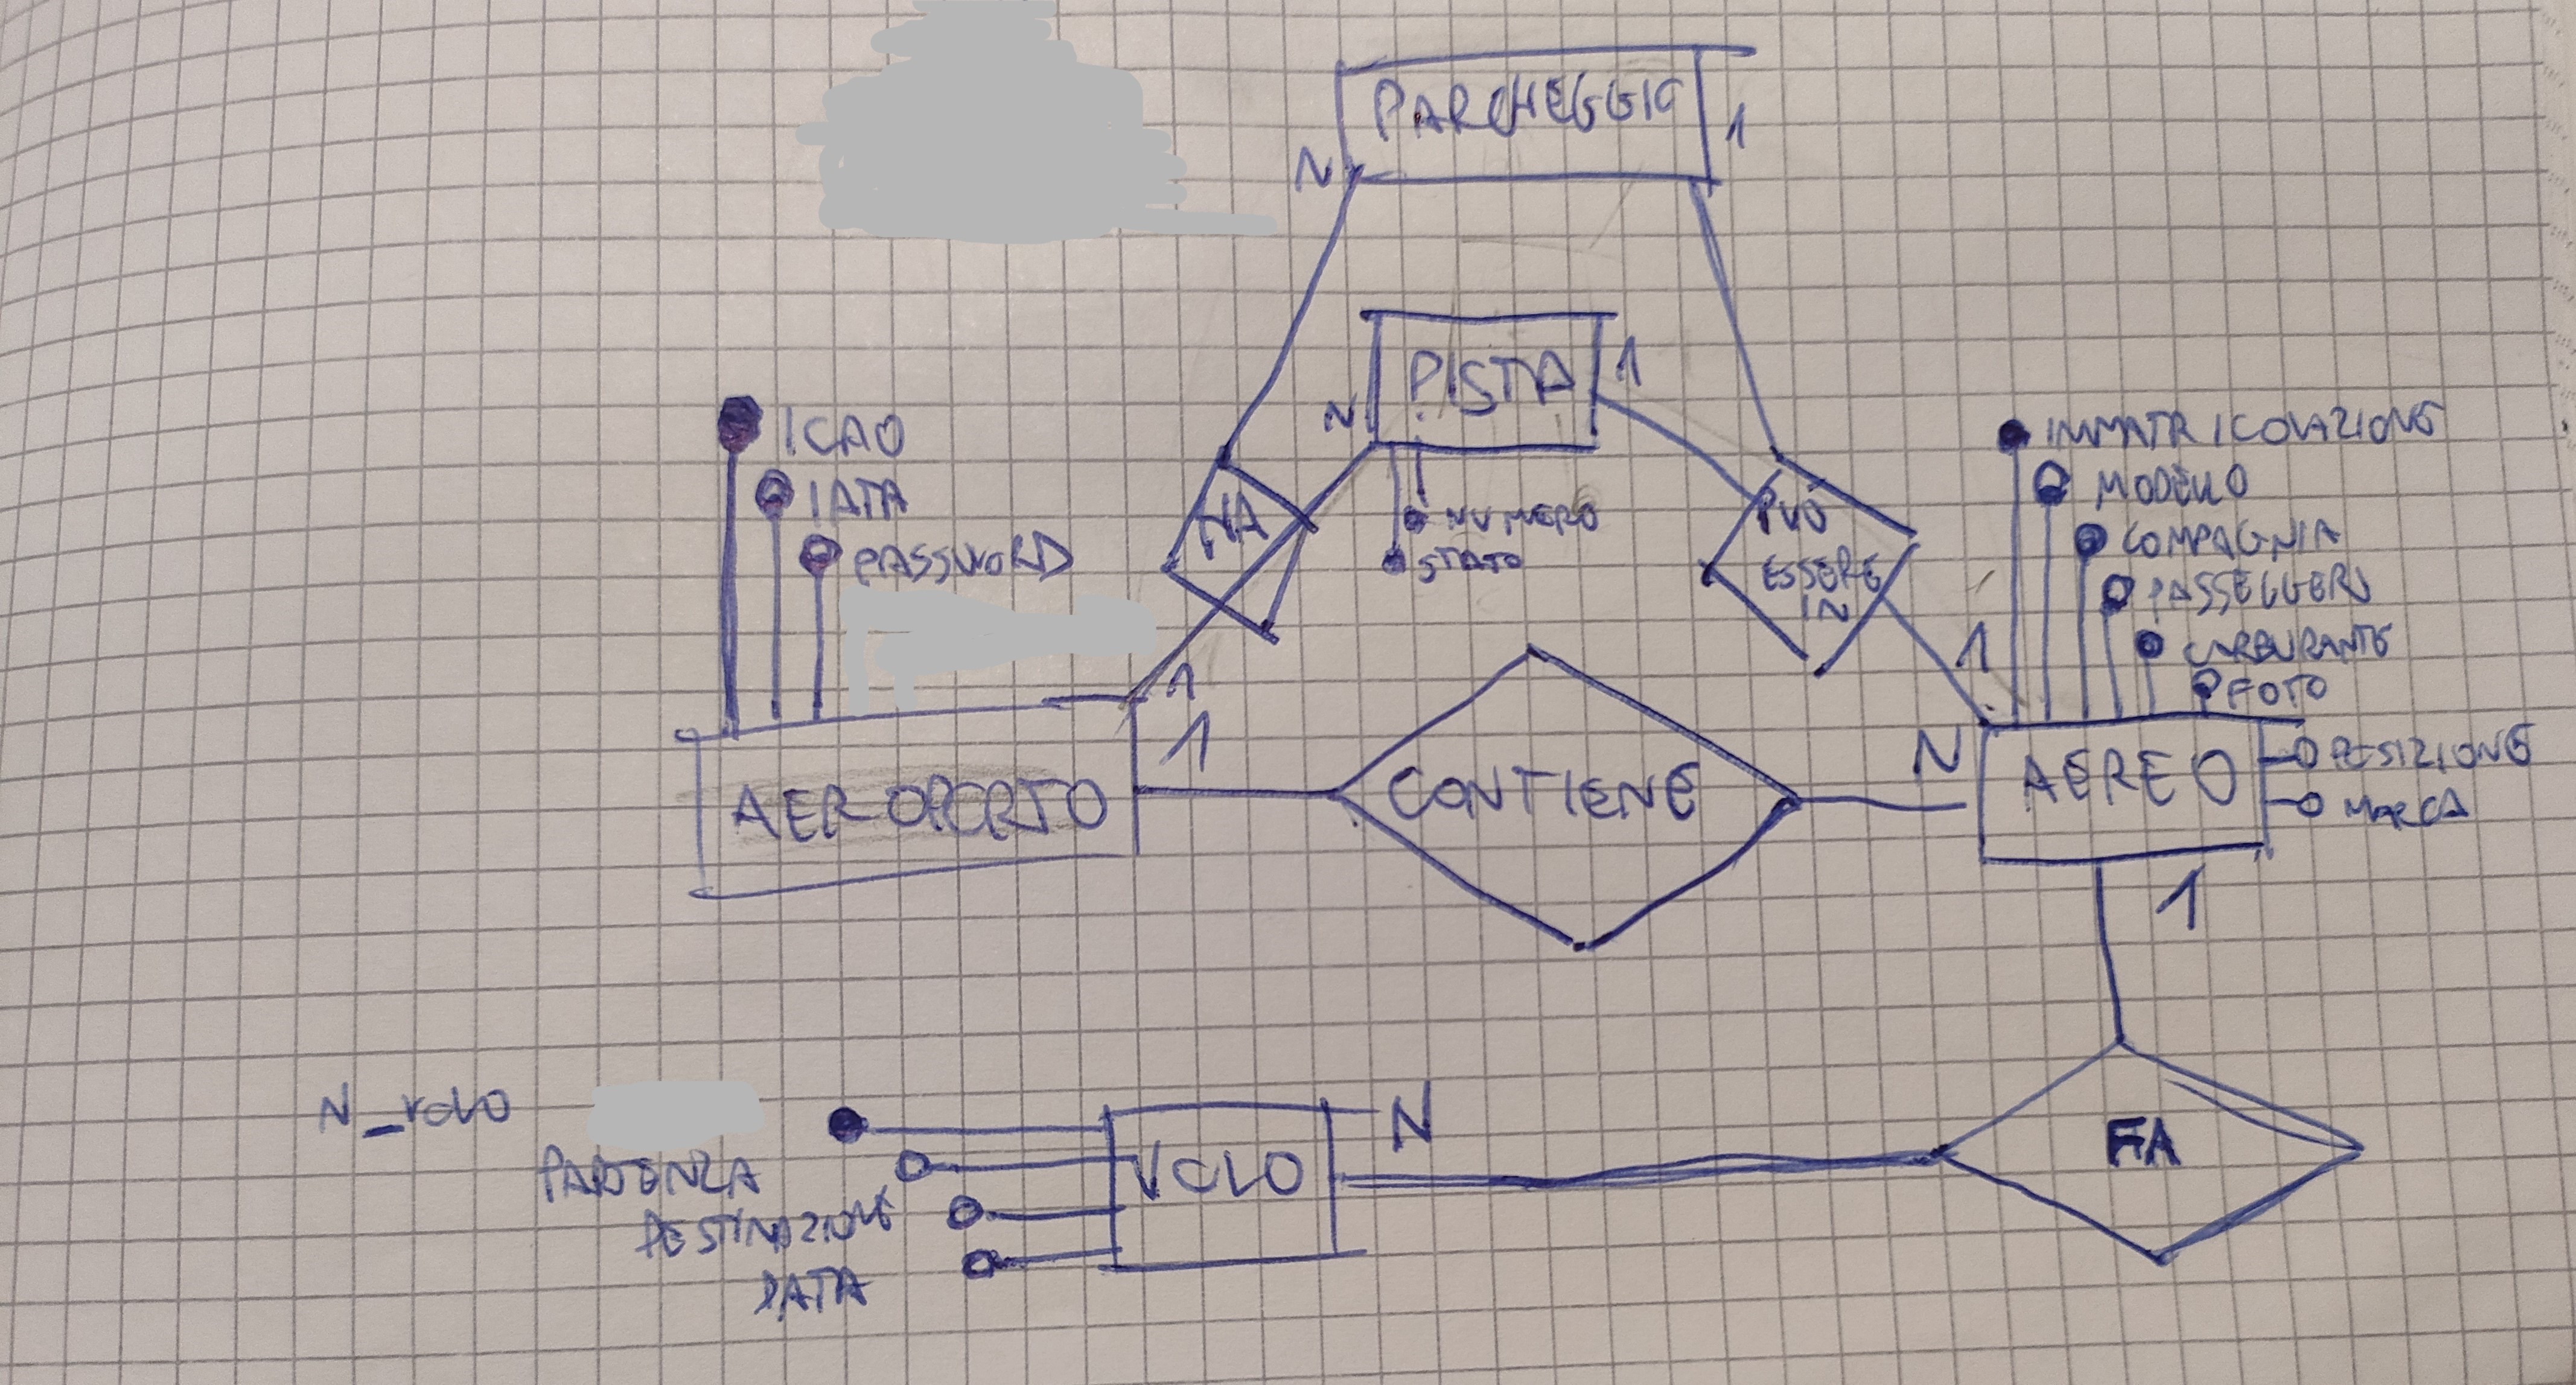 PARCHEGGIO
1
N
PISTA
1
N
NUMERO
STATO
ICAO
IATA
PASSWORD
HA
PUÒ
ESSERE
IN
IMMATRICOLAZIONE
MODELLO
COMPAGNIA
PASSEGGERI
CARBURANTE
FOTO
POSIZIONE
MARCA
1
1
AEROPORTO
CONTIENE
1
N
AEREO
1
N_VOLO
PARTENZA
DESTINAZIONE
DATA
VOLO
N
FA